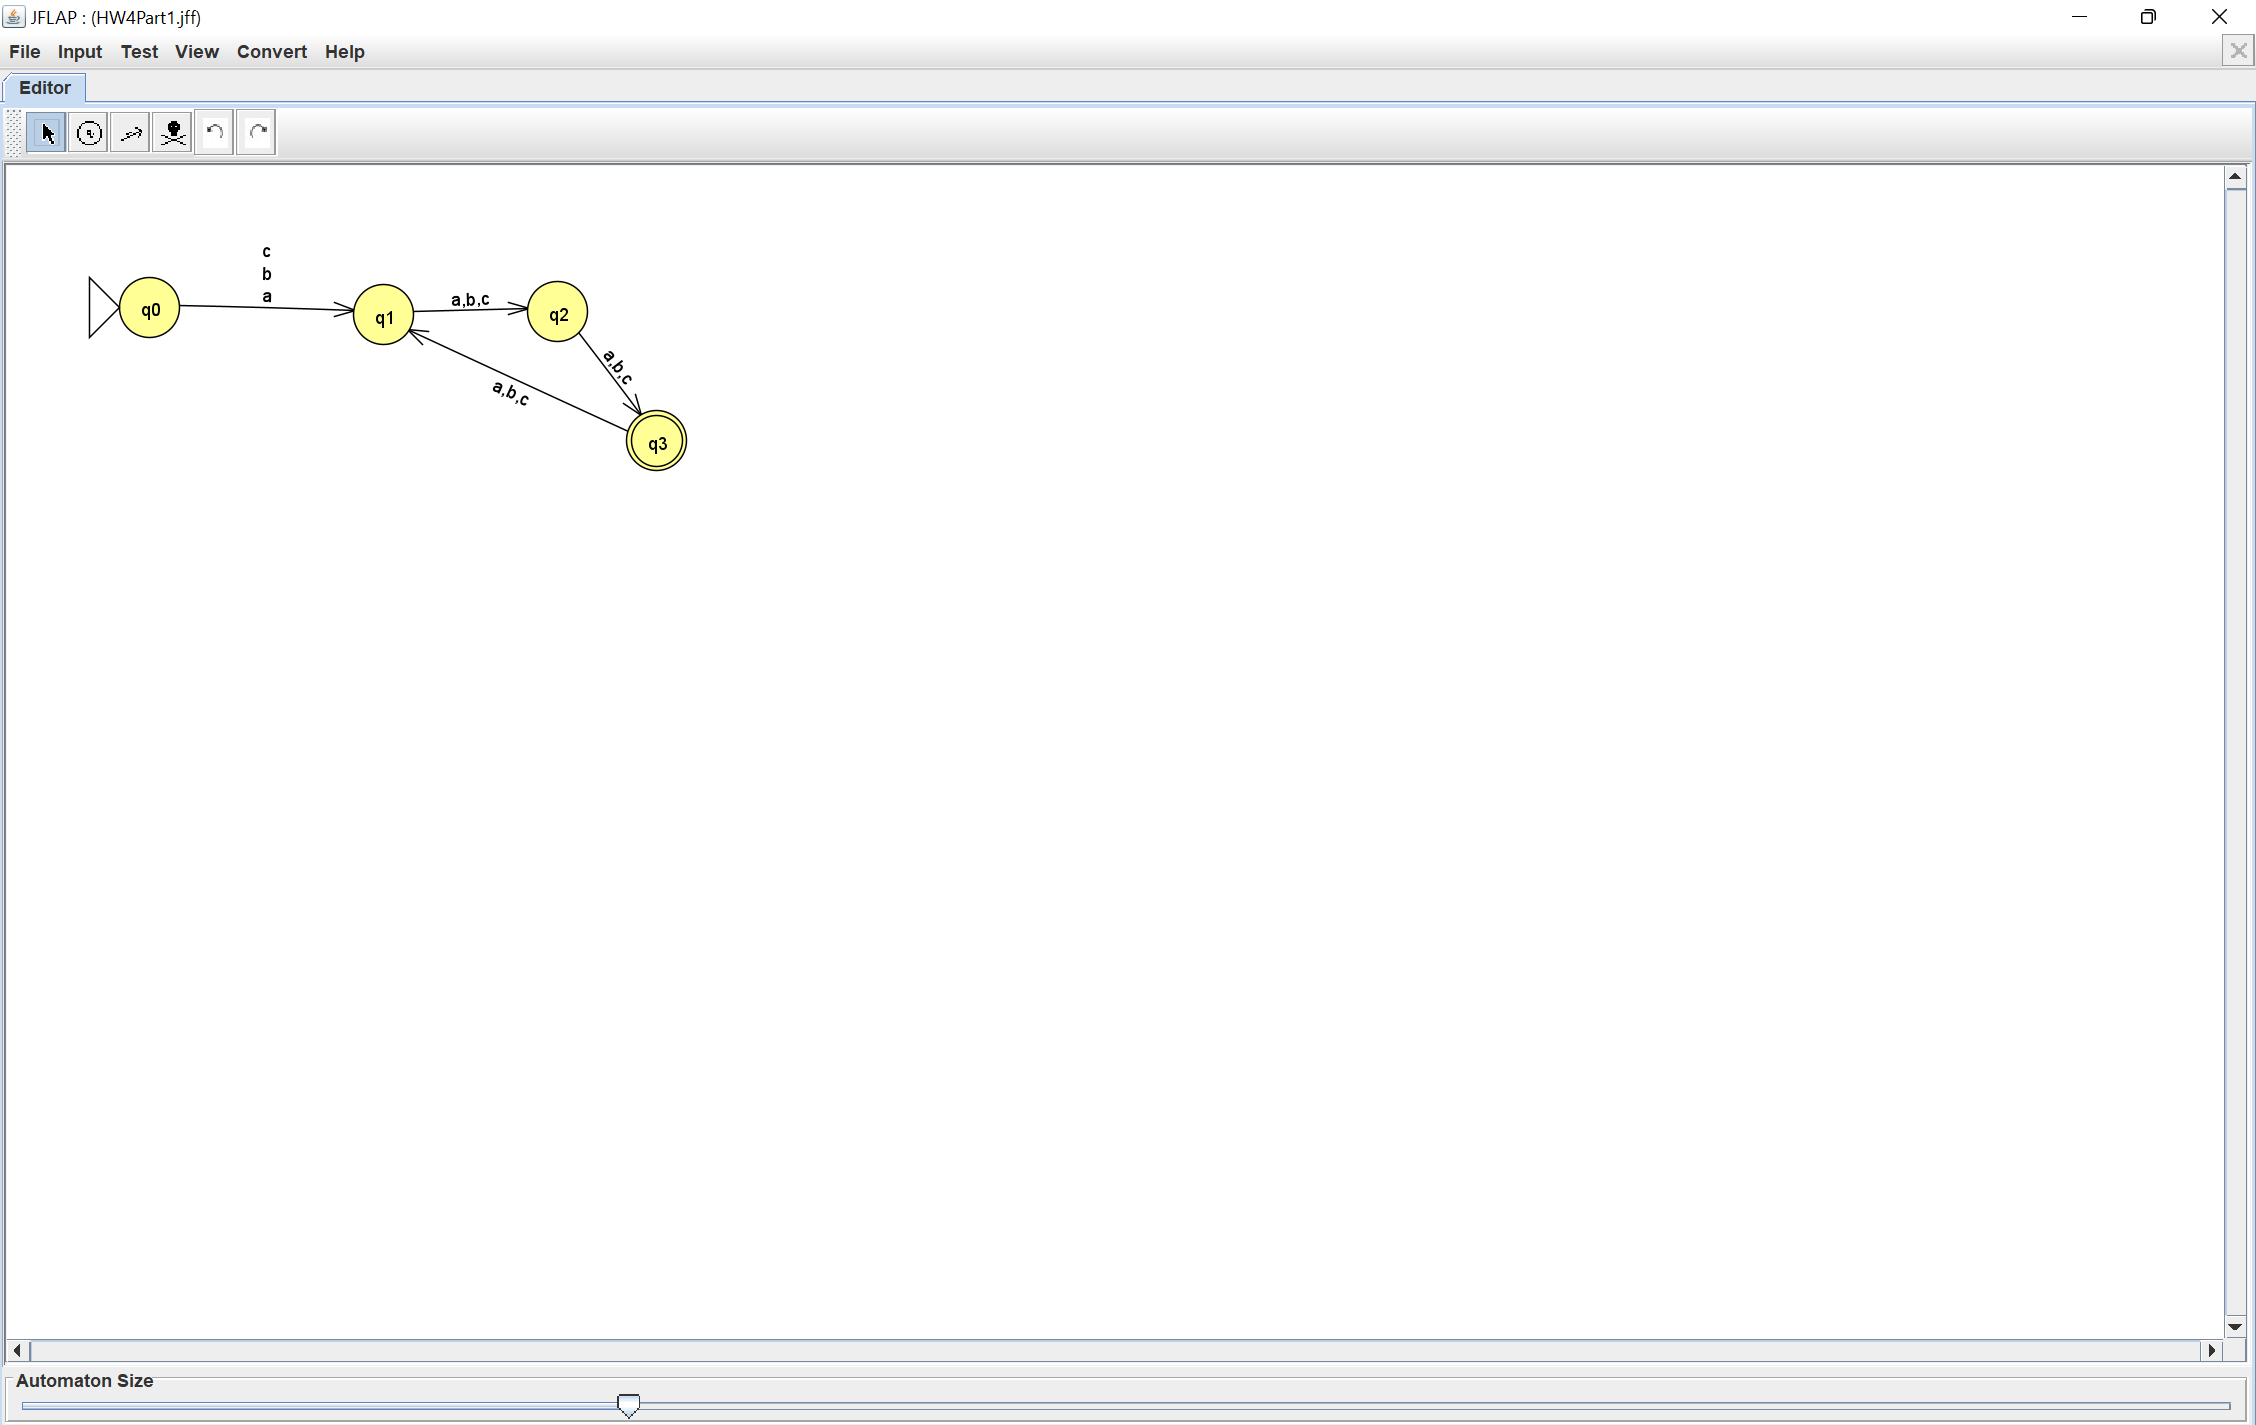 JFLAP : (HW4Part1.jff)
File Input Test View Convert Help
Editor
c
b
a
q0
q1
a,b,c
q2
a,b,c
a,b,c
q3
Automaton Size